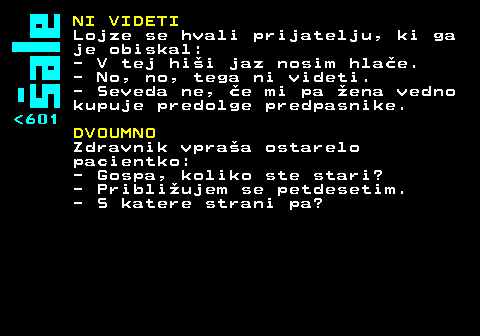 šale
<601
NI VIDETI
Lojze se hvali prijatelju, ki ga
je obiskal:
- V tej hiši jaz nosim hlače.
- No, no, tega ni videti.
- Seveda ne, če mi pa žena vedno
kupuje predolge predpasnike.
DVOUMNO
Zdravnik vpraša ostarelo
pacientko:
- Gospa, koliko ste stari?
- Približujem se petdesetim.
- S katere strani pa?